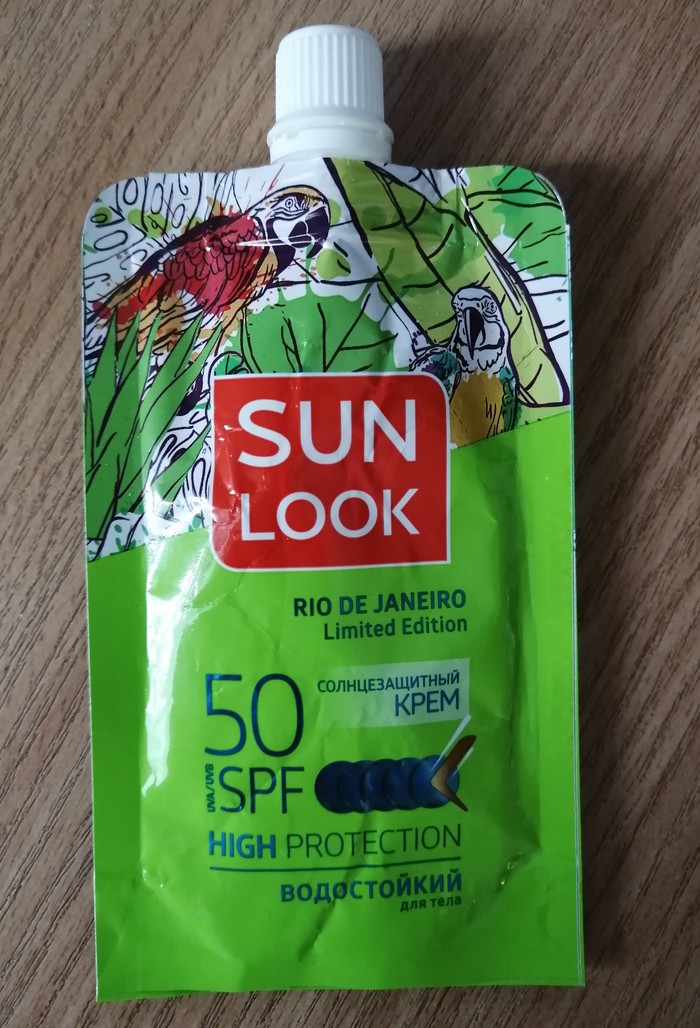 SUN
LOOK
RIO DE JANEIRO
Limited Edition
СОЛНЦЕЗАЩИТНЫЙ
КРЕМ
50
UVA/UVB
SPF
HIGH PROTECTION
ВОДОСТОЙКИЙ
для тела